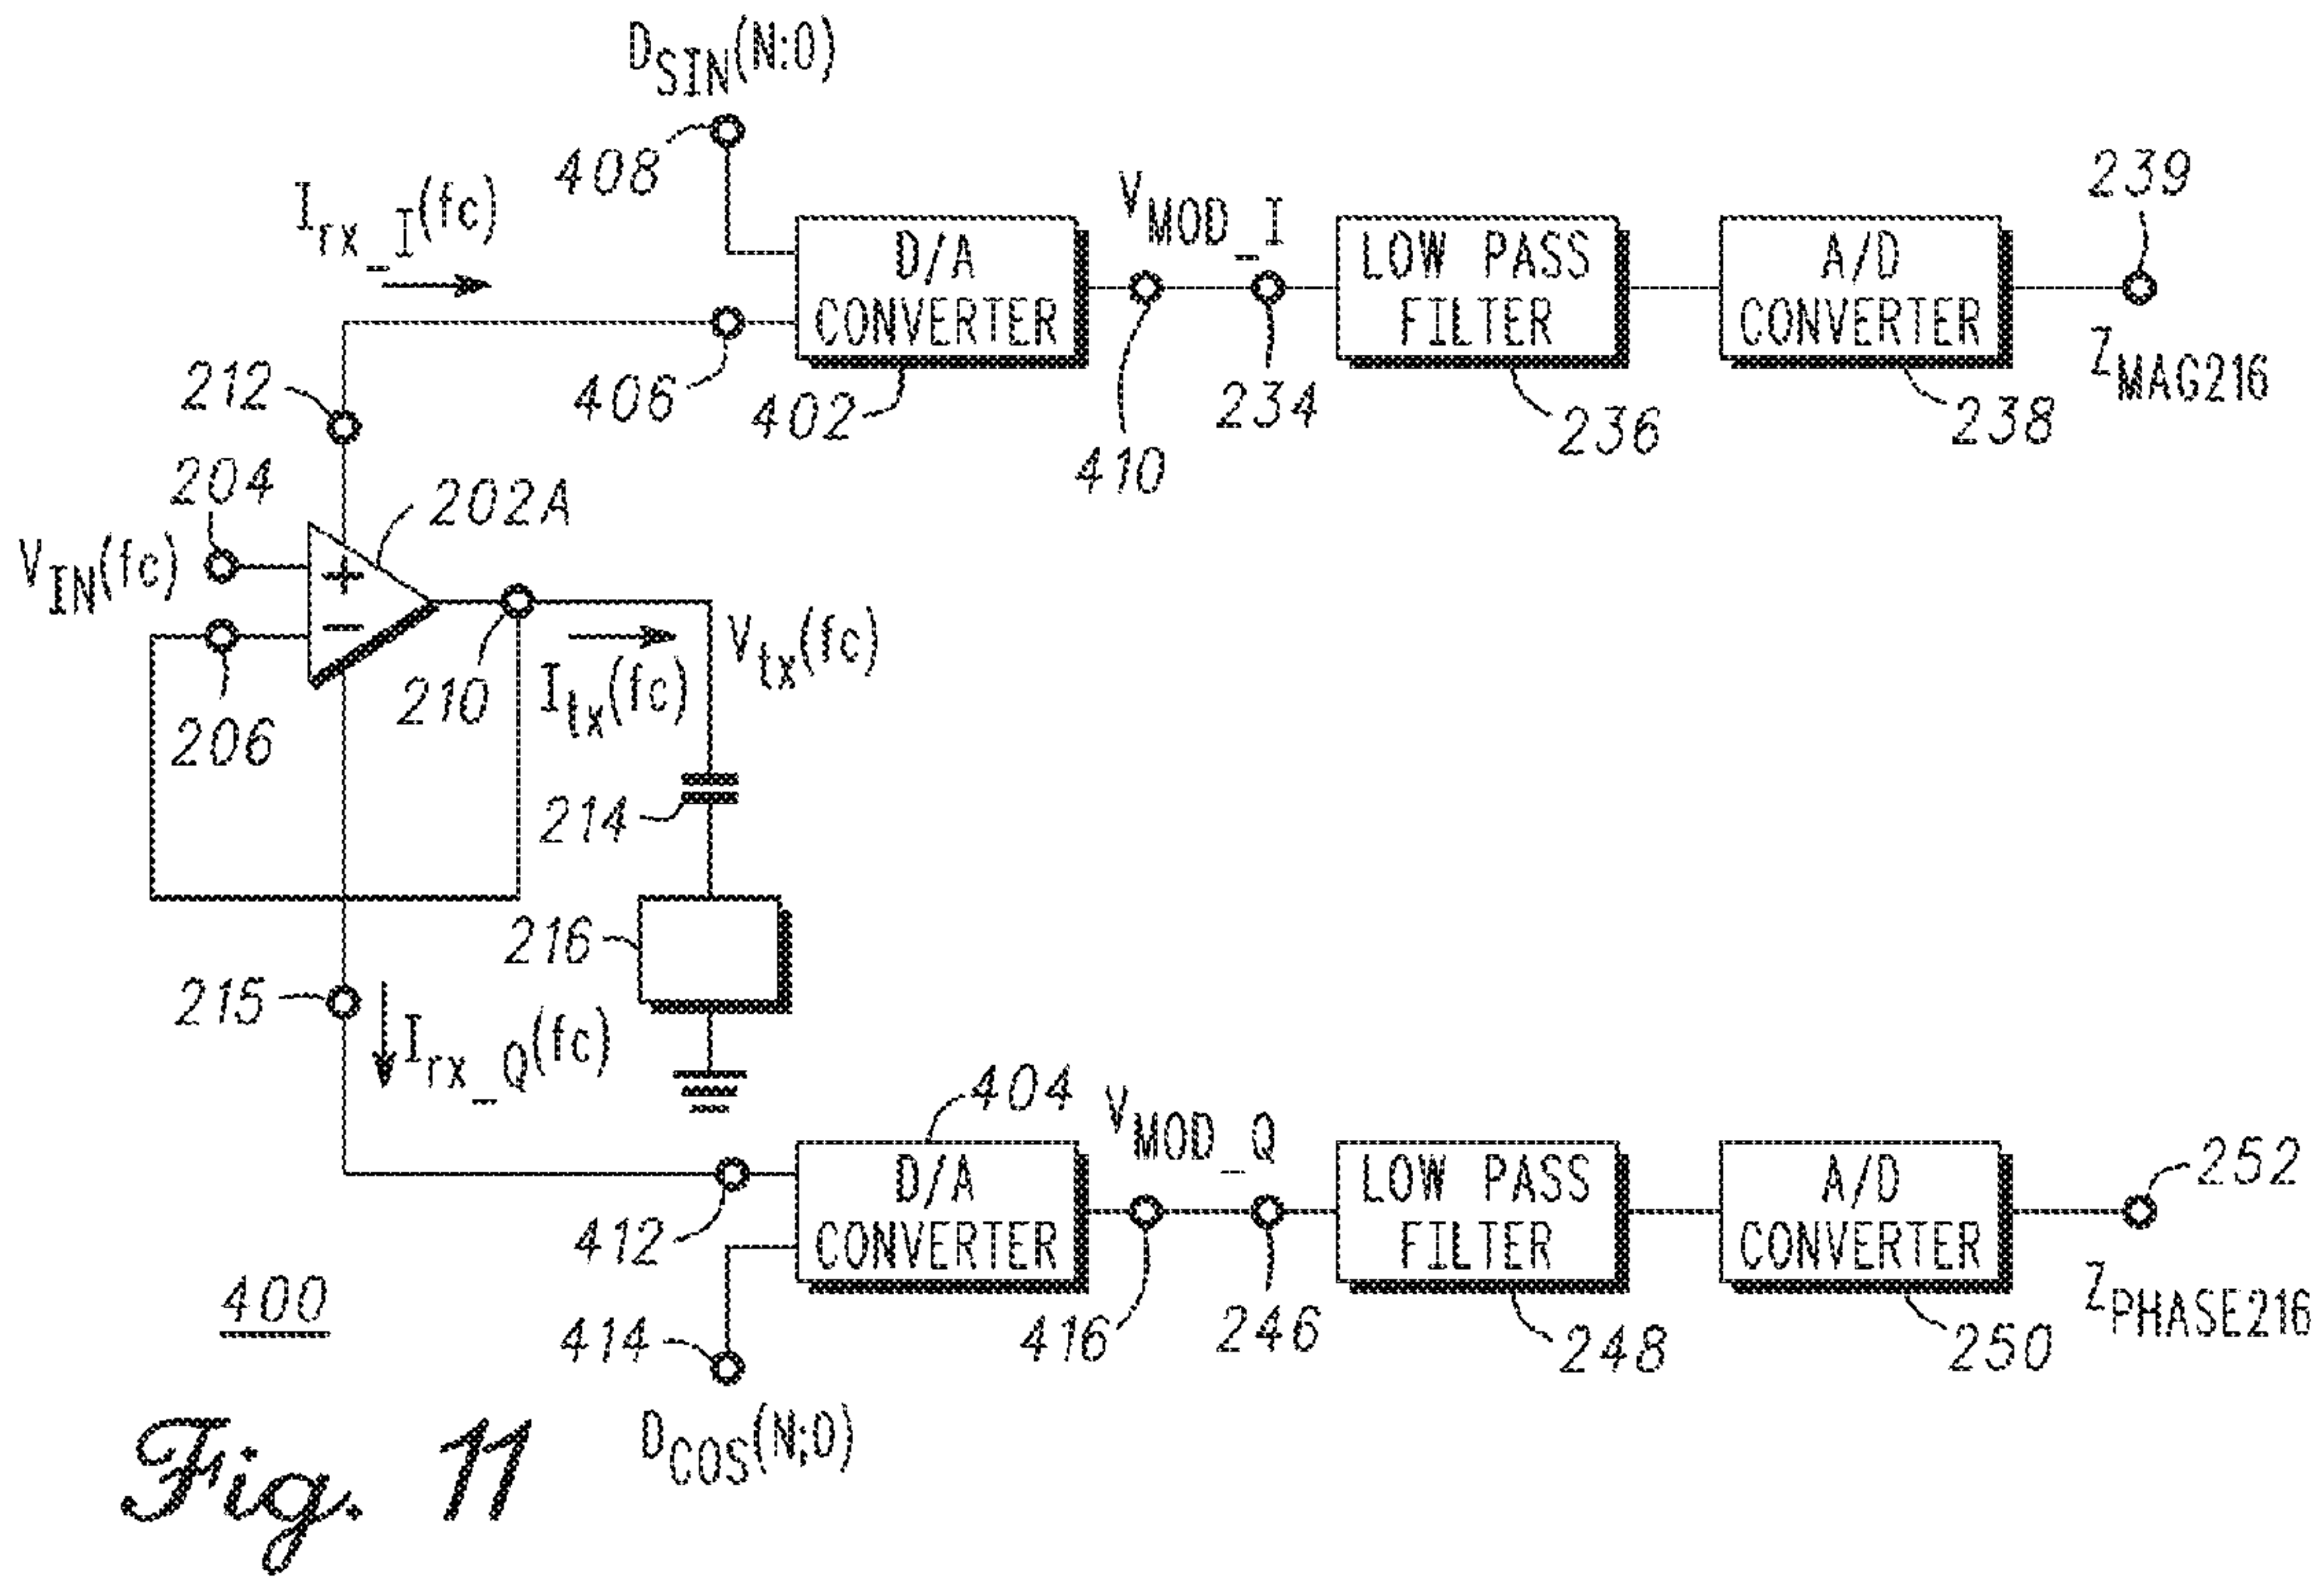 D_SIN(N:0)
408
I_rx_I(fc)
V_MOD_I
239
D/A
CONVERTER
LOW PASS
FILTER
A/D
CONVERTER
212
406
402
410
234
236
238
Z_MAG216
204
202A
V_IN(fc)
206
210
I_tx(fc)
V_tx(fc)
214
216
215
I_rx_Q(fc)
404
V_MOD_Q
252
D/A
CONVERTER
LOW PASS
FILTER
A/D
CONVERTER
412
416
246
248
250
Z_PHASE216
400
414
D_COS(N;0)
Fig. 11